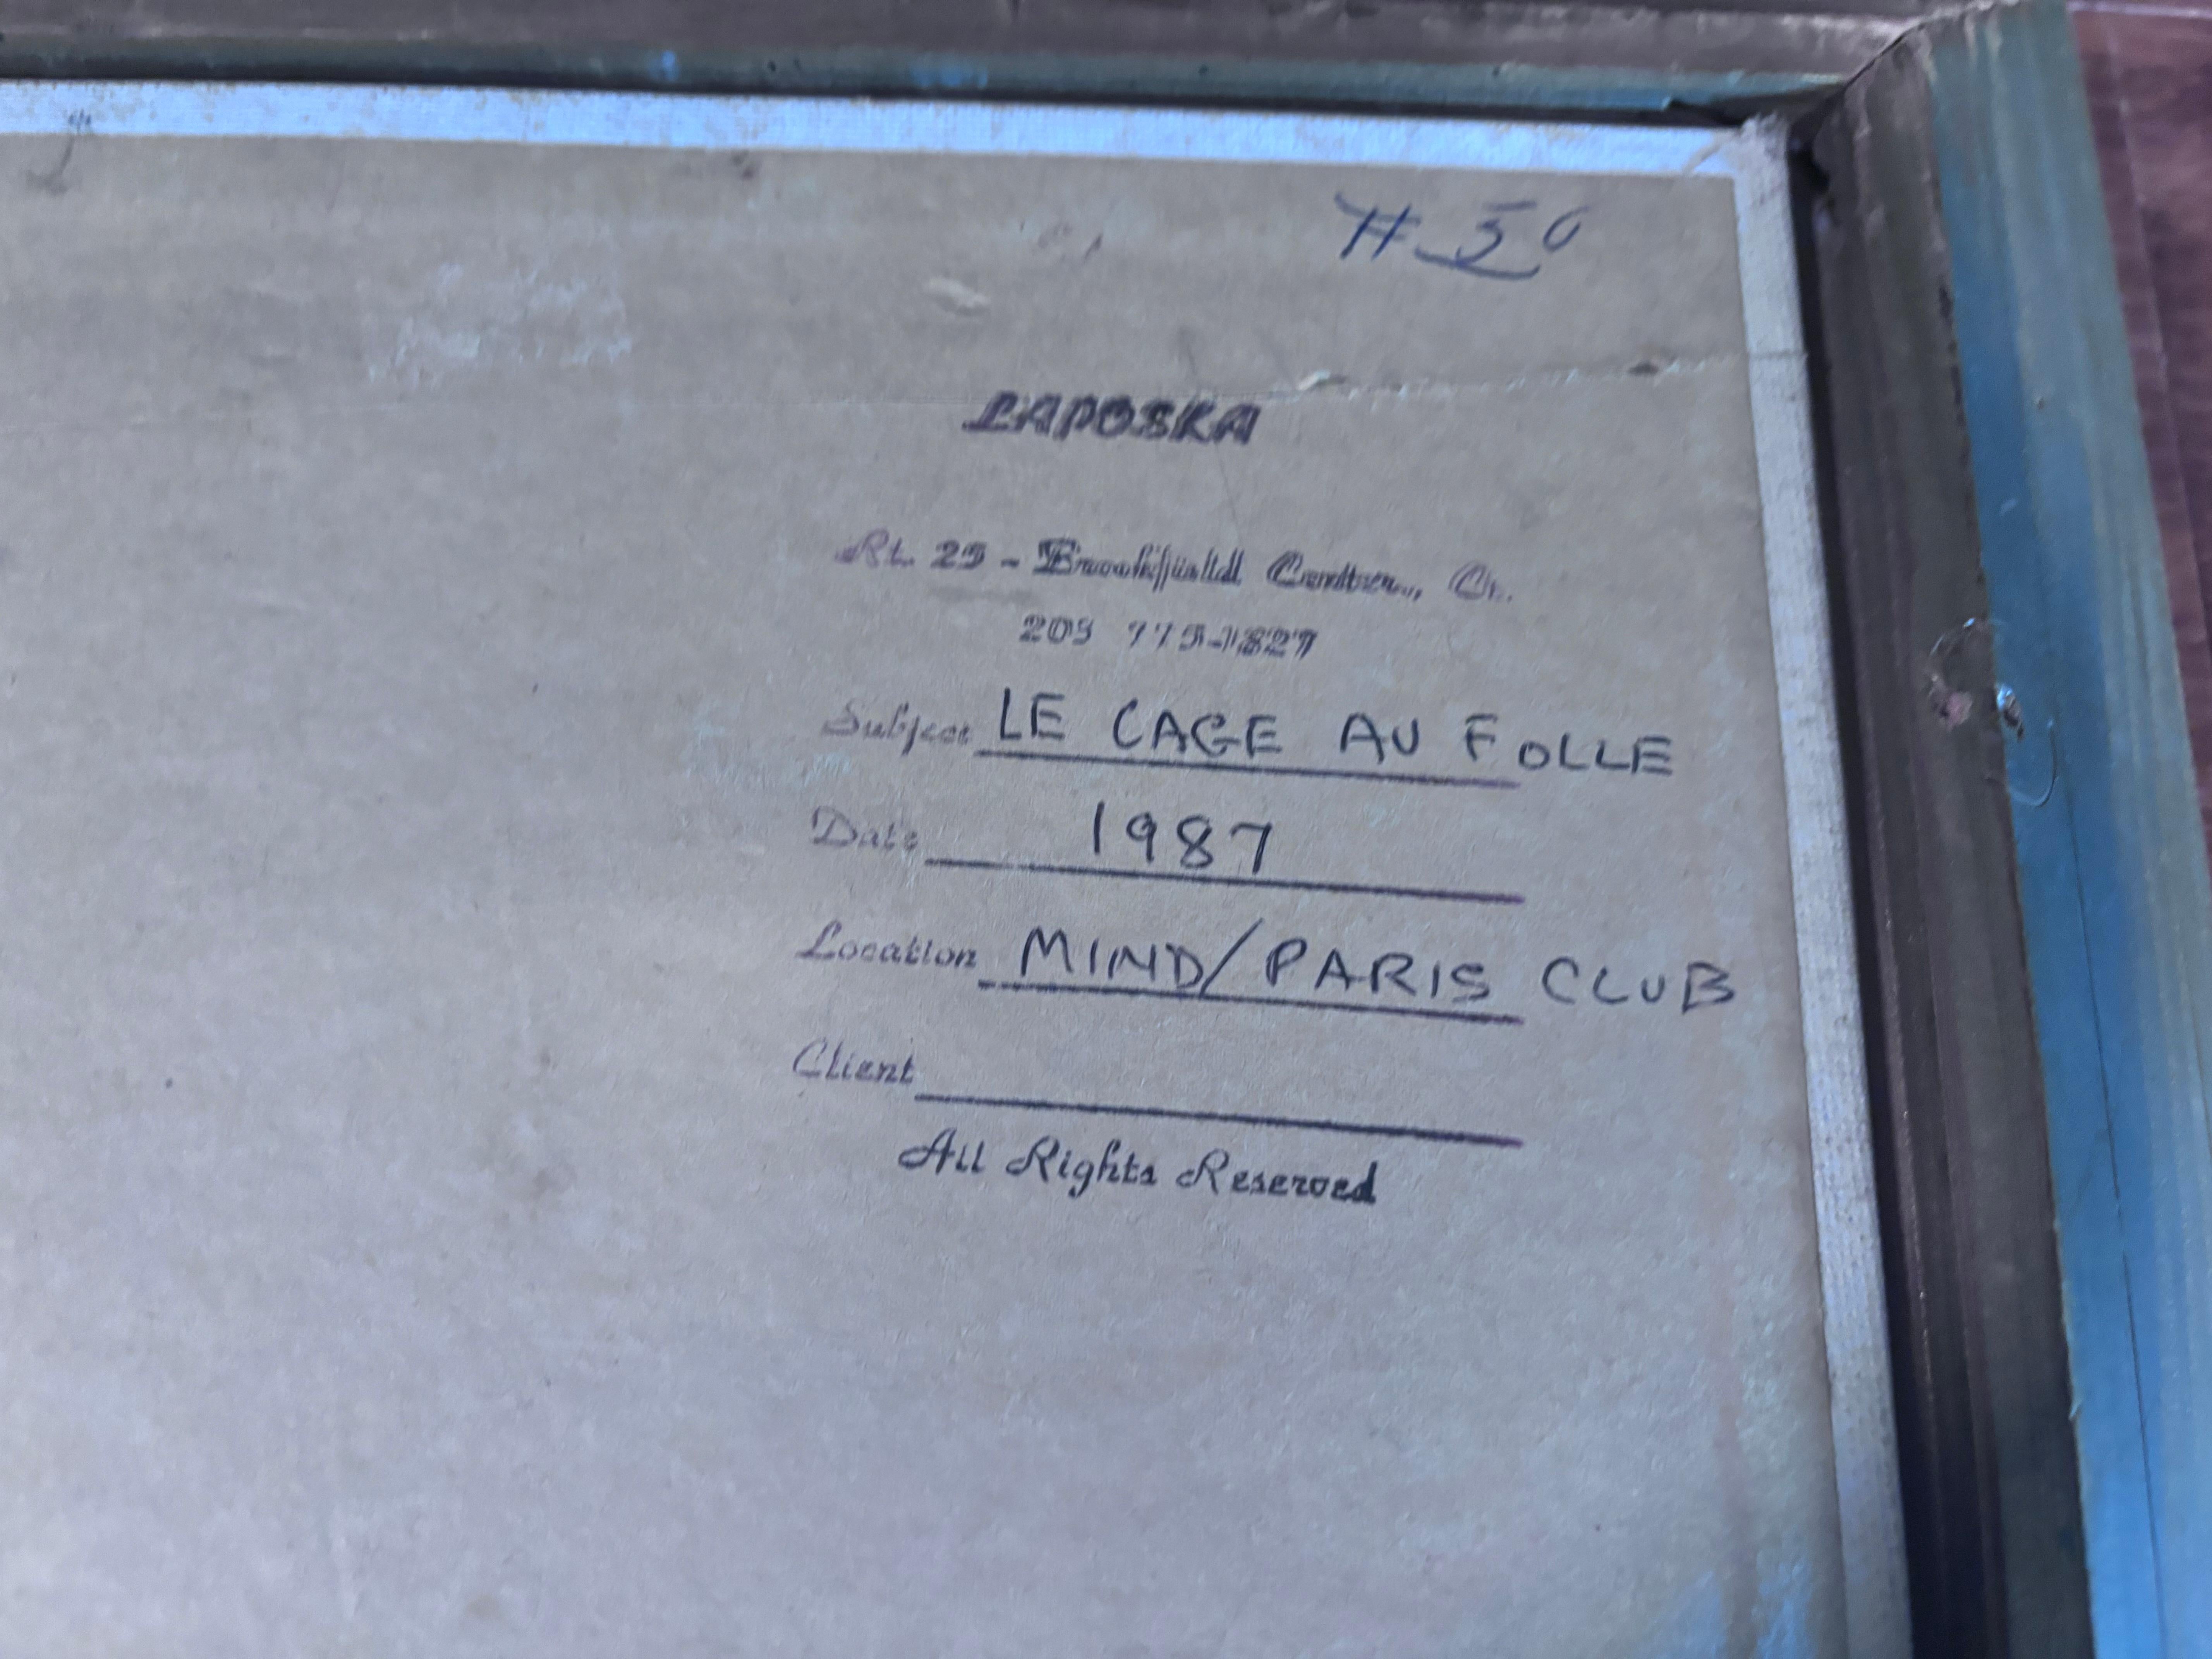 # 50
LAPOSKA
Rt. 25 - Brookfield Center, Ct.
203 775-1827
Subject LE CAGE AU FOLLE
Date 1987
Location MIND/PARIS CLUB
Client
All Rights Reserved